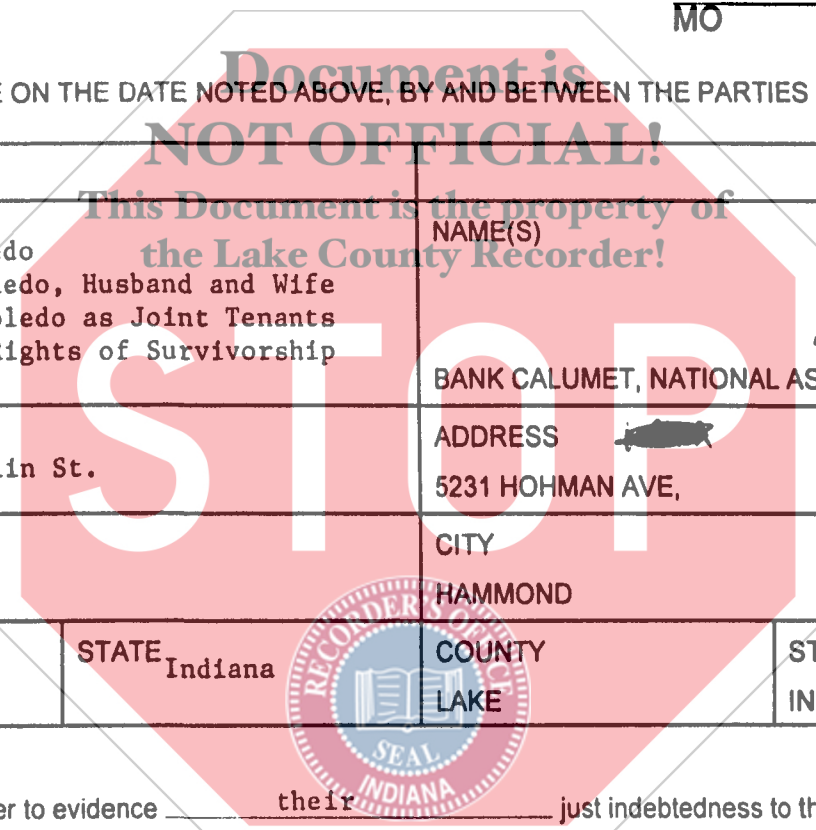 MO
Document is
E ON THE DATE NOTED ABOVE, BY AND BETWEEN THE PARTIES
NOT OFFICIAL!
This Document is the property of
the Lake County Recorder!
NAME(S)
edo
ledo, Husband and Wife
oledo as Joint Tenants
Rights of Survivorship
BANK CALUMET, NATIONAL AS
STOP
ADDRESS
lin St.
5231 HOHMAN AVE,
CITY
HAMMOND
STATE Indiana
COUNTY
LAKE
ST
IN
RECORDER'S OFFICE
SEAL
INDIANA
er to evidence their just indebtedness to th